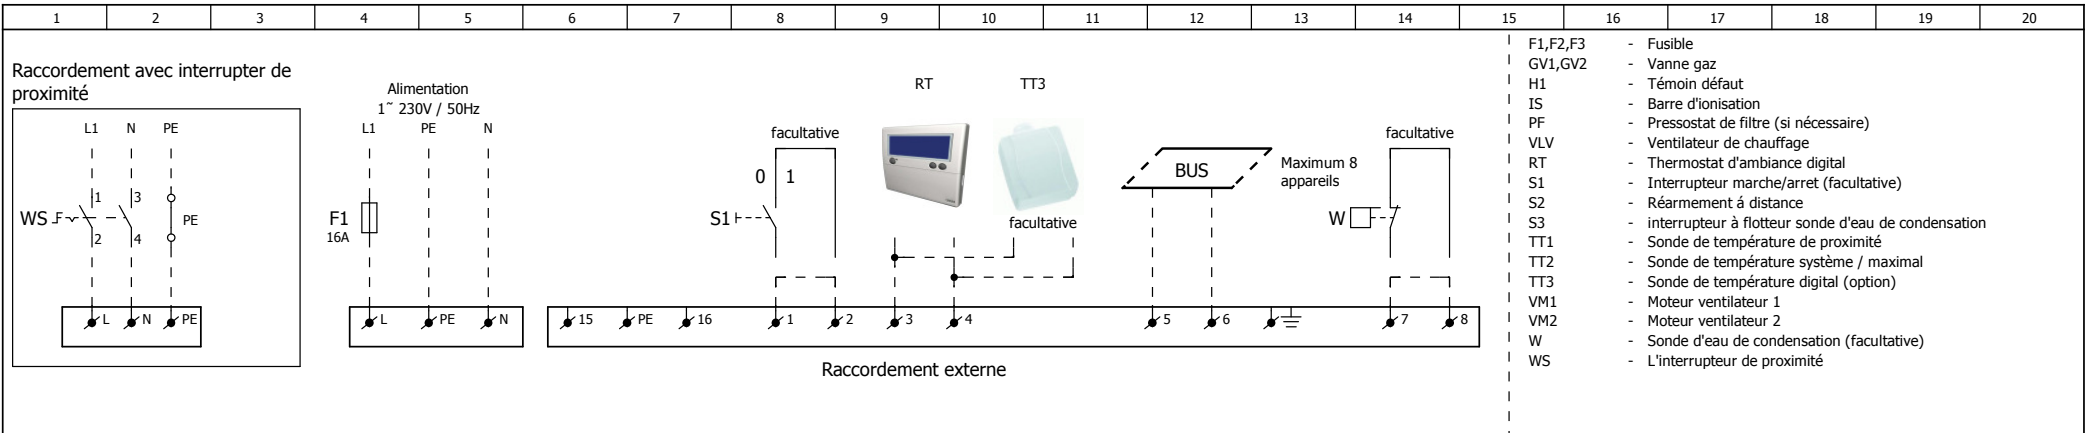 1 2 3 4 5 6 7 8 9 10 11 12 13 14 15 16 17 18 19 20
Raccordement avec interrupter de
proximité
L1 N PE
1 3
WS PE
2 4
L N PE
Alimentation
1~ 230V / 50Hz
L1 PE N
F1
16A
L PE N
facultative
0 1
S1
RT TT3
facultative
BUS
Maximum 8
appareils
facultative
W
15 PE 16 1 2 3 4 5 6 7 8
Raccordement externe
F1,F2,F3 - Fusible
GV1,GV2 - Vanne gaz
H1 - Témoin défaut
IS - Barre d'ionisation
PF - Pressostat de filtre (si nécessaire)
VLV - Ventilateur de chauffage
RT - Thermostat d'ambiance digital
S1 - Interrupteur marche/arret (facultative)
S2 - Réarmement á distance
S3 - interrupteur à flotteur sonde d'eau de condensation
TT1 - Sonde de température de proximité
TT2 - Sonde de température système / maximal
TT3 - Sonde de température digital (option)
VM1 - Moteur ventilateur 1
VM2 - Moteur ventilateur 2
W - Sonde d'eau de condensation (facultative)
WS - L'interrupteur de proximité